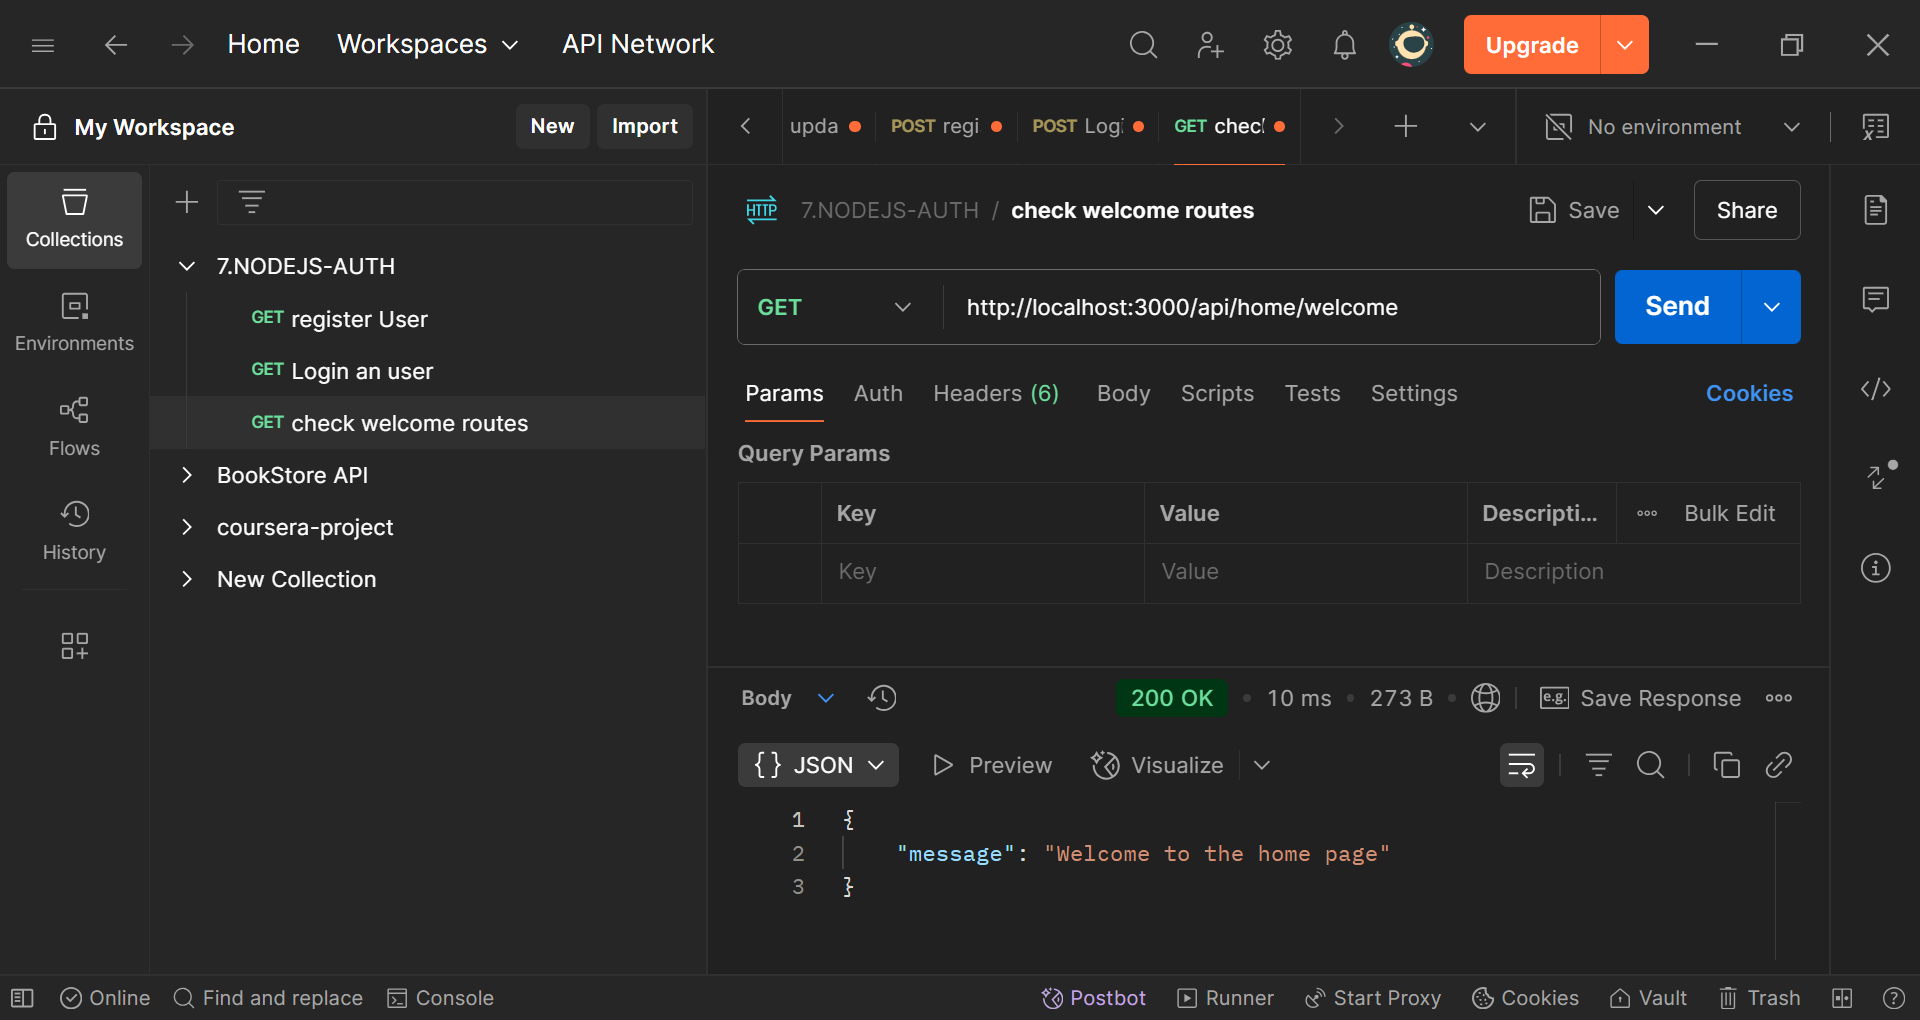 Home Workspaces API Network Upgrade
My Workspace New Import upda POST regi POST Logi GET check No environment
HTTP 7.NODEJS-AUTH / check welcome routes Save Share
Collections
Environments
Flows
History
7.NODEJS-AUTH
GET register User
GET Login an user
GET check welcome routes
BookStore API
coursera-project
New Collection
GET http://localhost:3000/api/home/welcome Send
Params Auth Headers (6) Body Scripts Tests Settings Cookies
Query Params
Key Value Descripti... Bulk Edit
Key Value Description
Body 200 OK • 10 ms • 273 B • e.g. Save Response
{ } JSON Preview Visualize
1 {
2 "message": "Welcome to the home page"
3 }
Online Find and replace Console Postbot Runner Start Proxy Cookies Vault Trash